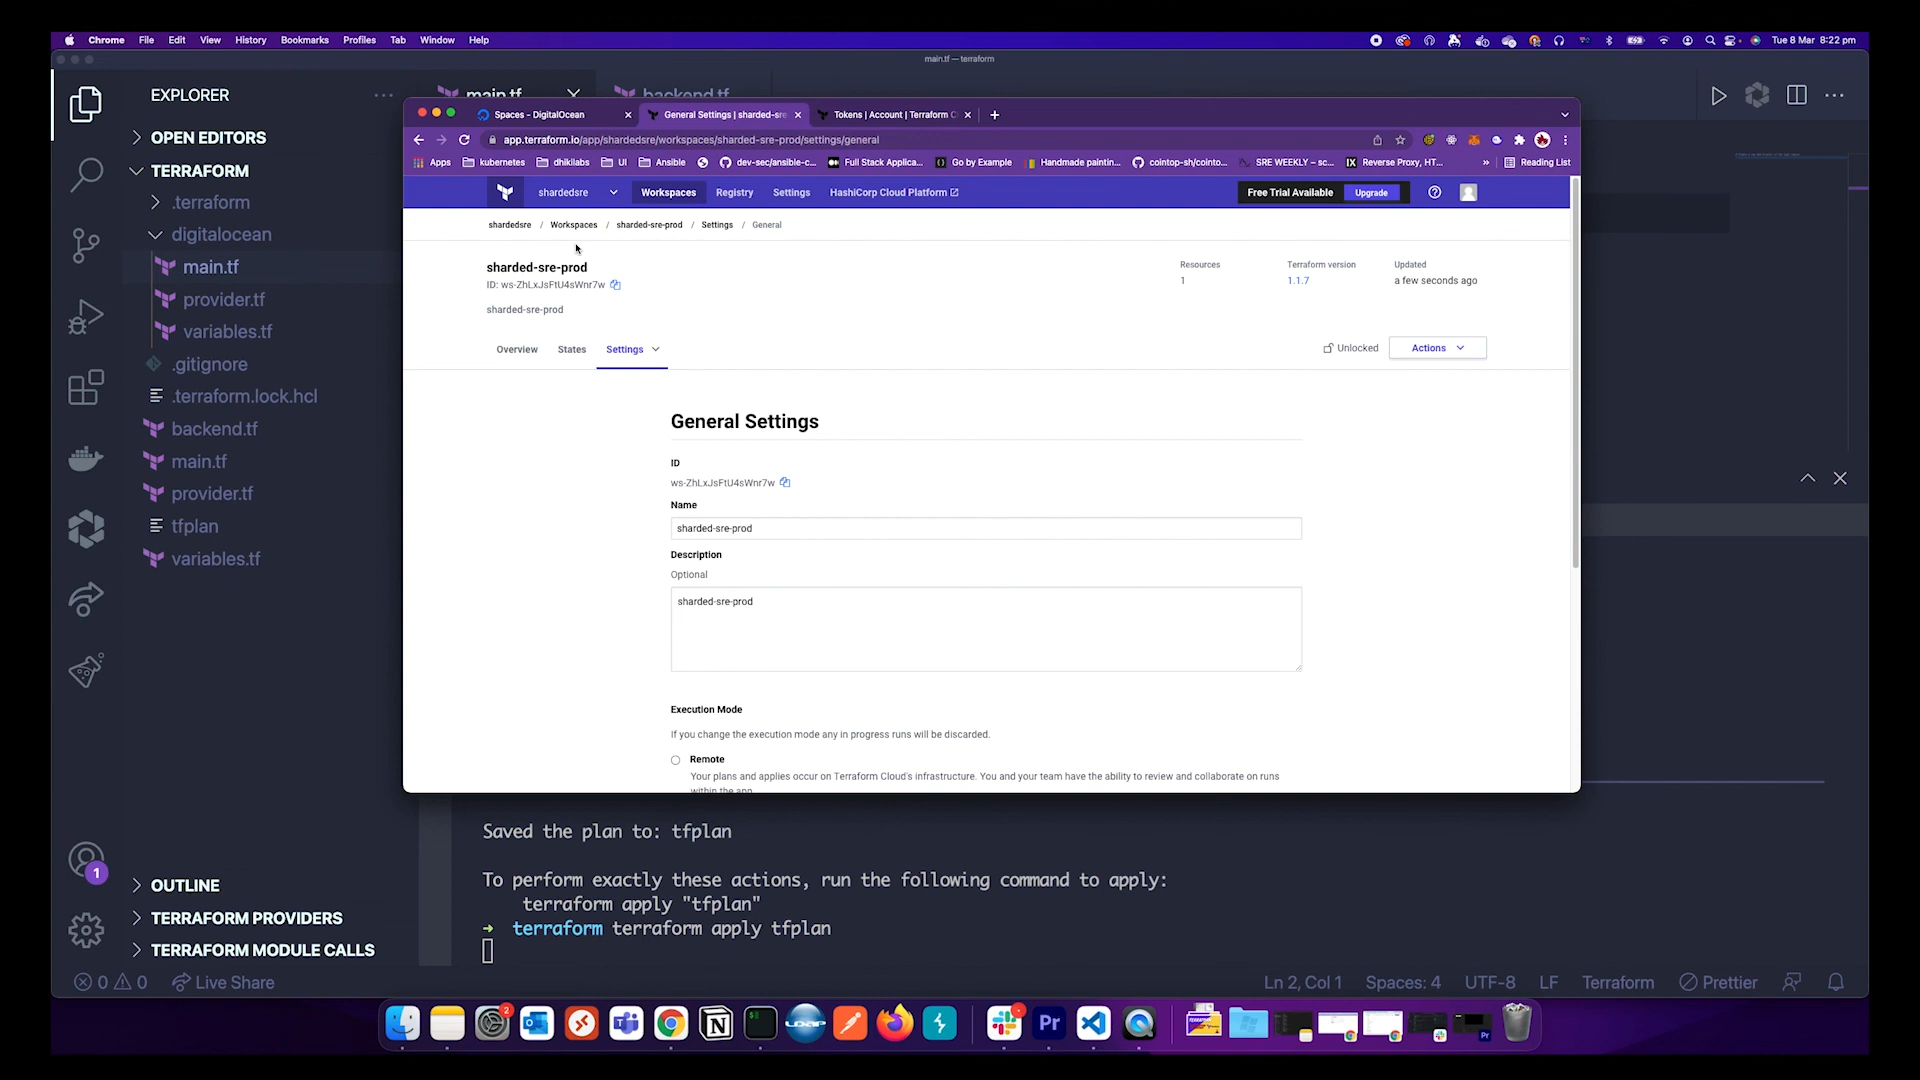 Chrome File Edit View History Bookmarks Profiles Tab Window Help
Tue 8 Mar 8:22 pm
main.tf — terraform
EXPLORER
main.tf
backend.tf
OPEN EDITORS
TERRAFORM
.terraform
digitalocean
main.tf
provider.tf
variables.tf
.gitignore
.terraform.lock.hcl
backend.tf
main.tf
provider.tf
tfplan
variables.tf
1
OUTLINE
TERRAFORM PROVIDERS
TERRAFORM MODULE CALLS
Spaces - DigitalOcean
General Settings | sharded-sre
Tokens | Account | Terraform C
app.terraform.io/app/shardedsre/workspaces/sharded-sre-prod/settings/general
Apps kubernetes dhikilabs UI Ansible dev-sec/ansible-c... Full Stack Applica... Go by Example Handmade paintin... cointop-sh/cointo... SRE WEEKLY – sc... Reverse Proxy, HT... » Reading List
shardedsre Workspaces Registry Settings HashiCorp Cloud Platform Free Trial Available Upgrade
shardedsre / Workspaces / sharded-sre-prod / Settings / General
sharded-sre-prod
ID: ws-ZhLxJsFtU4sWnr7w
sharded-sre-prod
Resources
1
Terraform version
1.1.7
Updated
a few seconds ago
Overview States Settings
Unlocked Actions
General Settings
ID
ws-ZhLxJsFtU4sWnr7w
Name
sharded-sre-prod
Description
Optional
sharded-sre-prod
Execution Mode
If you change the execution mode any in progress runs will be discarded.
Remote
Your plans and applies occur on Terraform Cloud's infrastructure. You and your team have the ability to review and collaborate on runs
within the app.
Saved the plan to: tfplan
To perform exactly these actions, run the following command to apply:
terraform apply "tfplan"
→ terraform terraform apply tfplan
0 0 Live Share
Ln 2, Col 1 Spaces: 4 UTF-8 LF Terraform Prettier
2
Pr